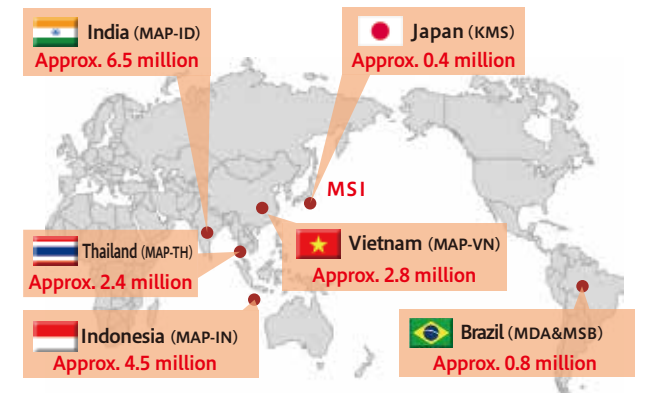 India (MAP-ID)
Approx. 6.5 million
Japan (KMS)
Approx. 0.4 million
MSI
Thailand (MAP-TH)
Approx. 2.4 million
Vietnam (MAP-VN)
Approx. 2.8 million
Indonesia (MAP-IN)
Approx. 4.5 million
Brazil (MDA&MSB)
Approx. 0.8 million